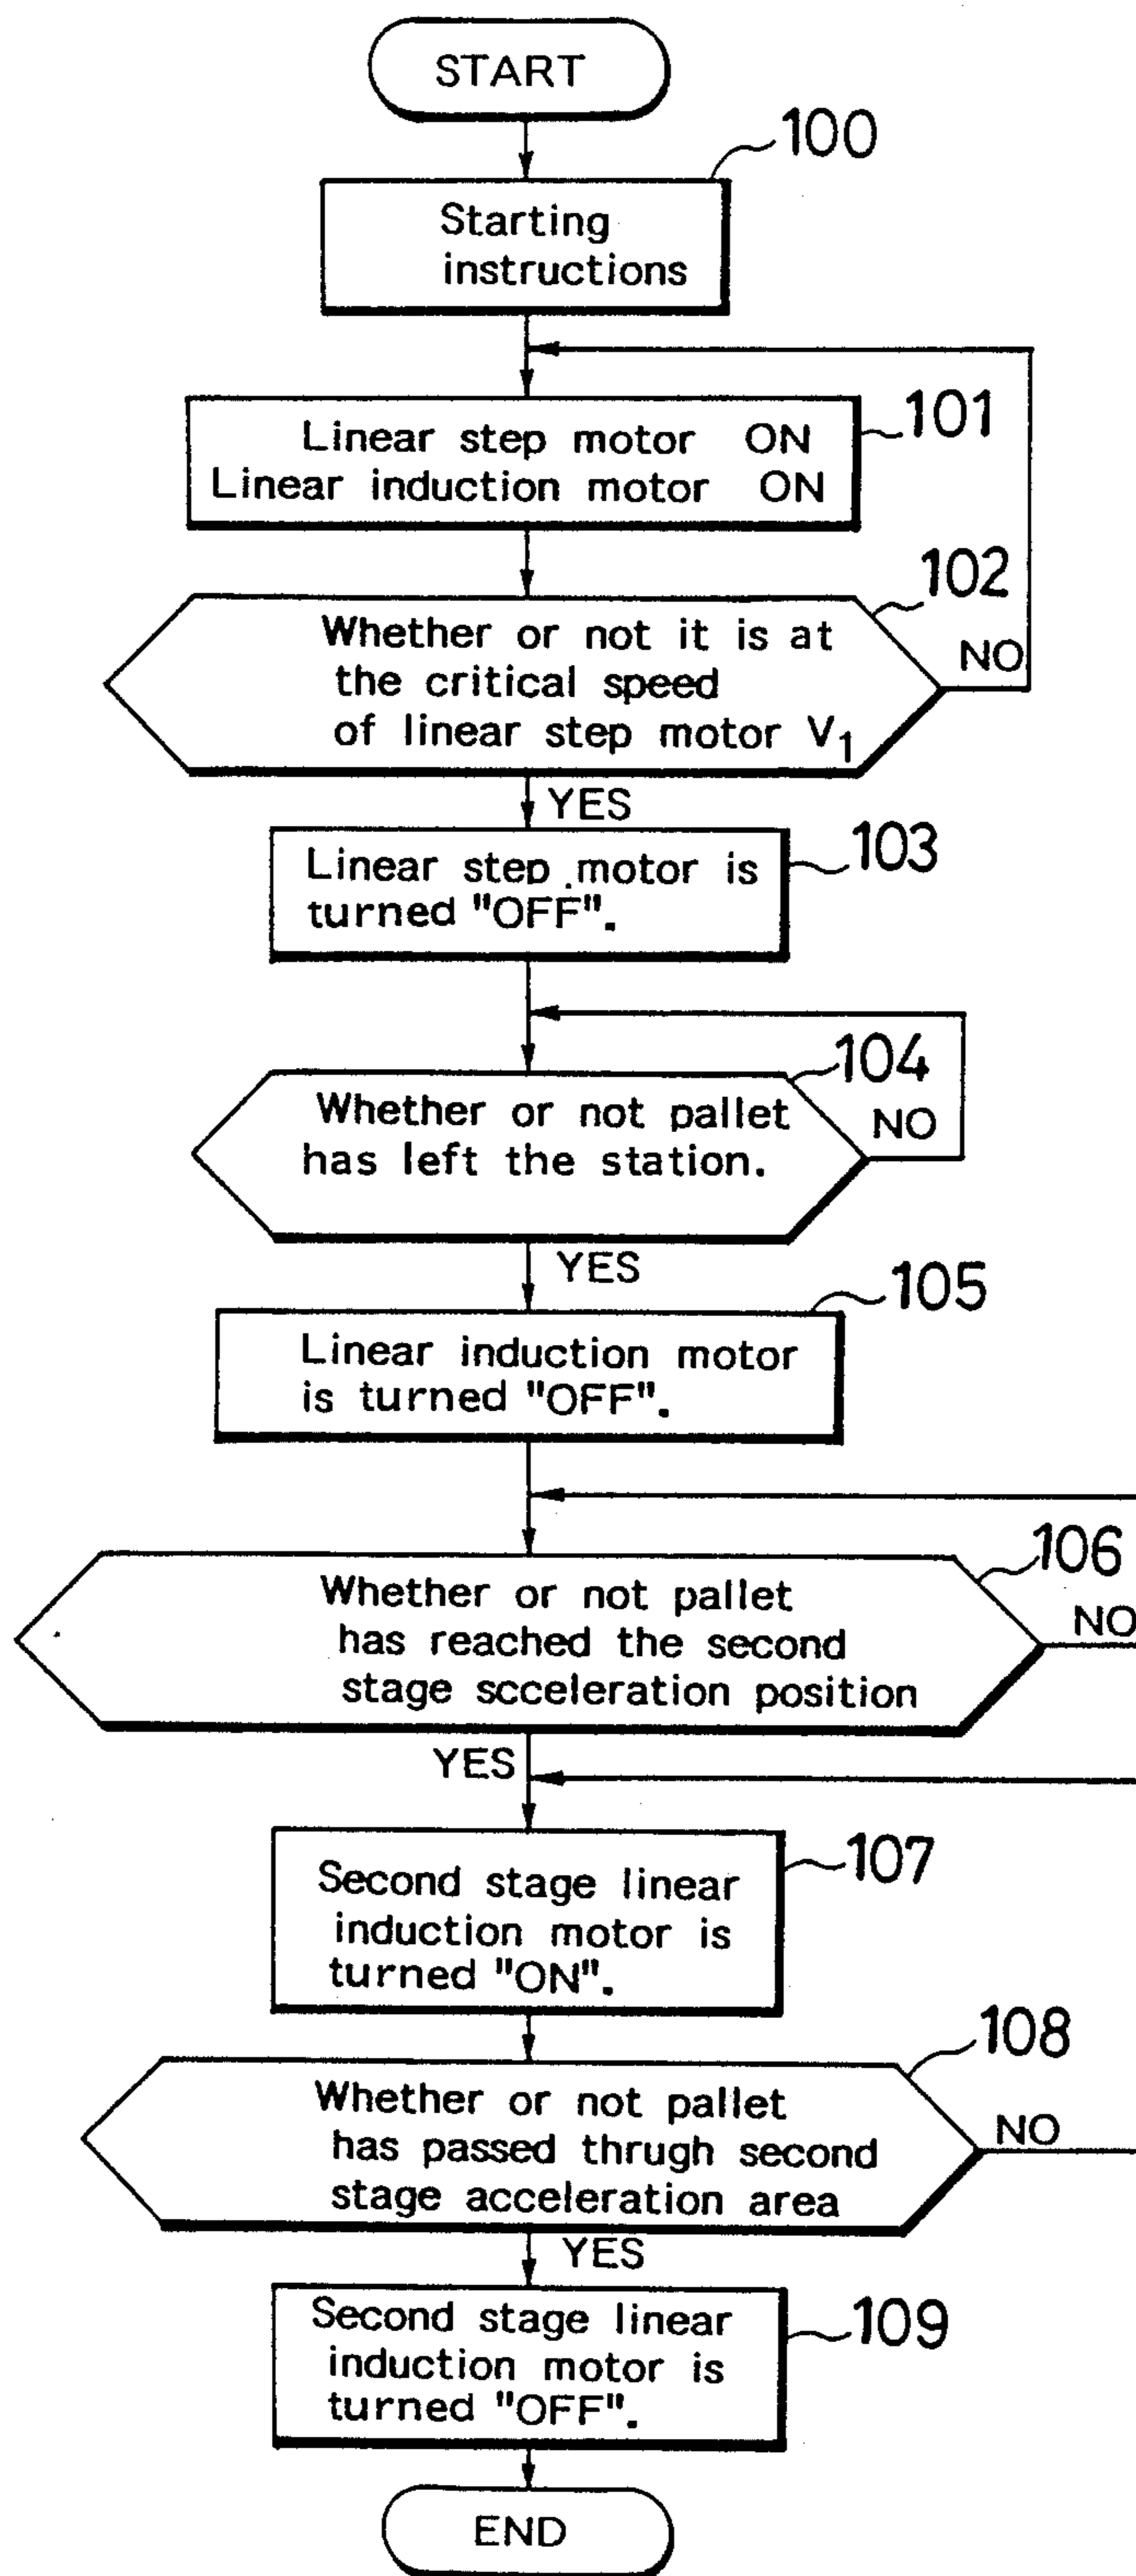 START
100
Starting
instructions
101
Linear step motor ON
Linear induction motor ON
102
Whether or not it is at
the critical speed
of linear step motor V₁
NO
YES
103
Linear step motor is
turned "OFF".
104
Whether or not pallet
has left the station.
NO
YES
105
Linear induction motor
is turned "OFF".
106
Whether or not pallet
has reached the second
stage scceleration position
NO
YES
107
Second stage linear
induction motor is
turned "ON".
108
Whether or not pallet
has passed thrugh second
stage acceleration area
NO
YES
109
Second stage linear
induction motor is
turned "OFF".
END